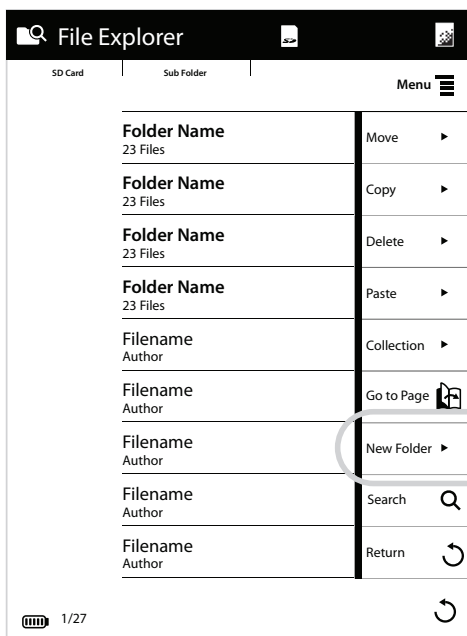 File Explorer
SD Card
Sub Folder
Menu
Folder Name
23 Files
Move
Folder Name
23 Files
Copy
Folder Name
23 Files
Delete
Folder Name
23 Files
Paste
Filename
Author
Collection
Filename
Author
Go to Page
Filename
Author
New Folder
Filename
Author
Search
Filename
Author
Return
1/27